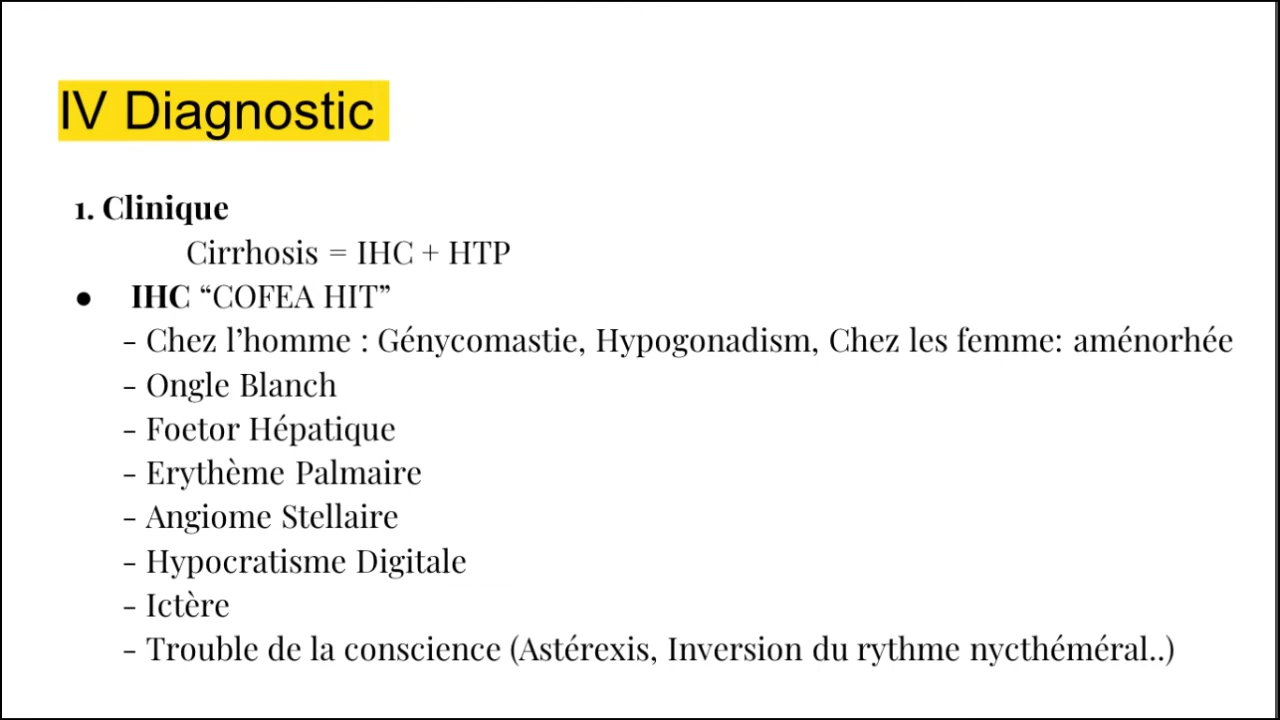 IV Diagnostic
1. Clinique
Cirrhosis = IHC + HTP
● IHC “COFEA HIT”
- Chez l’homme : Génycomastie, Hypogonadism, Chez les femme: aménorhée
- Ongle Blanch
- Foetor Hépatique
- Erythème Palmaire
- Angiome Stellaire
- Hypocratisme Digitale
- Ictère
- Trouble de la conscience (Astérexis, Inversion du rythme nycthéméral..)